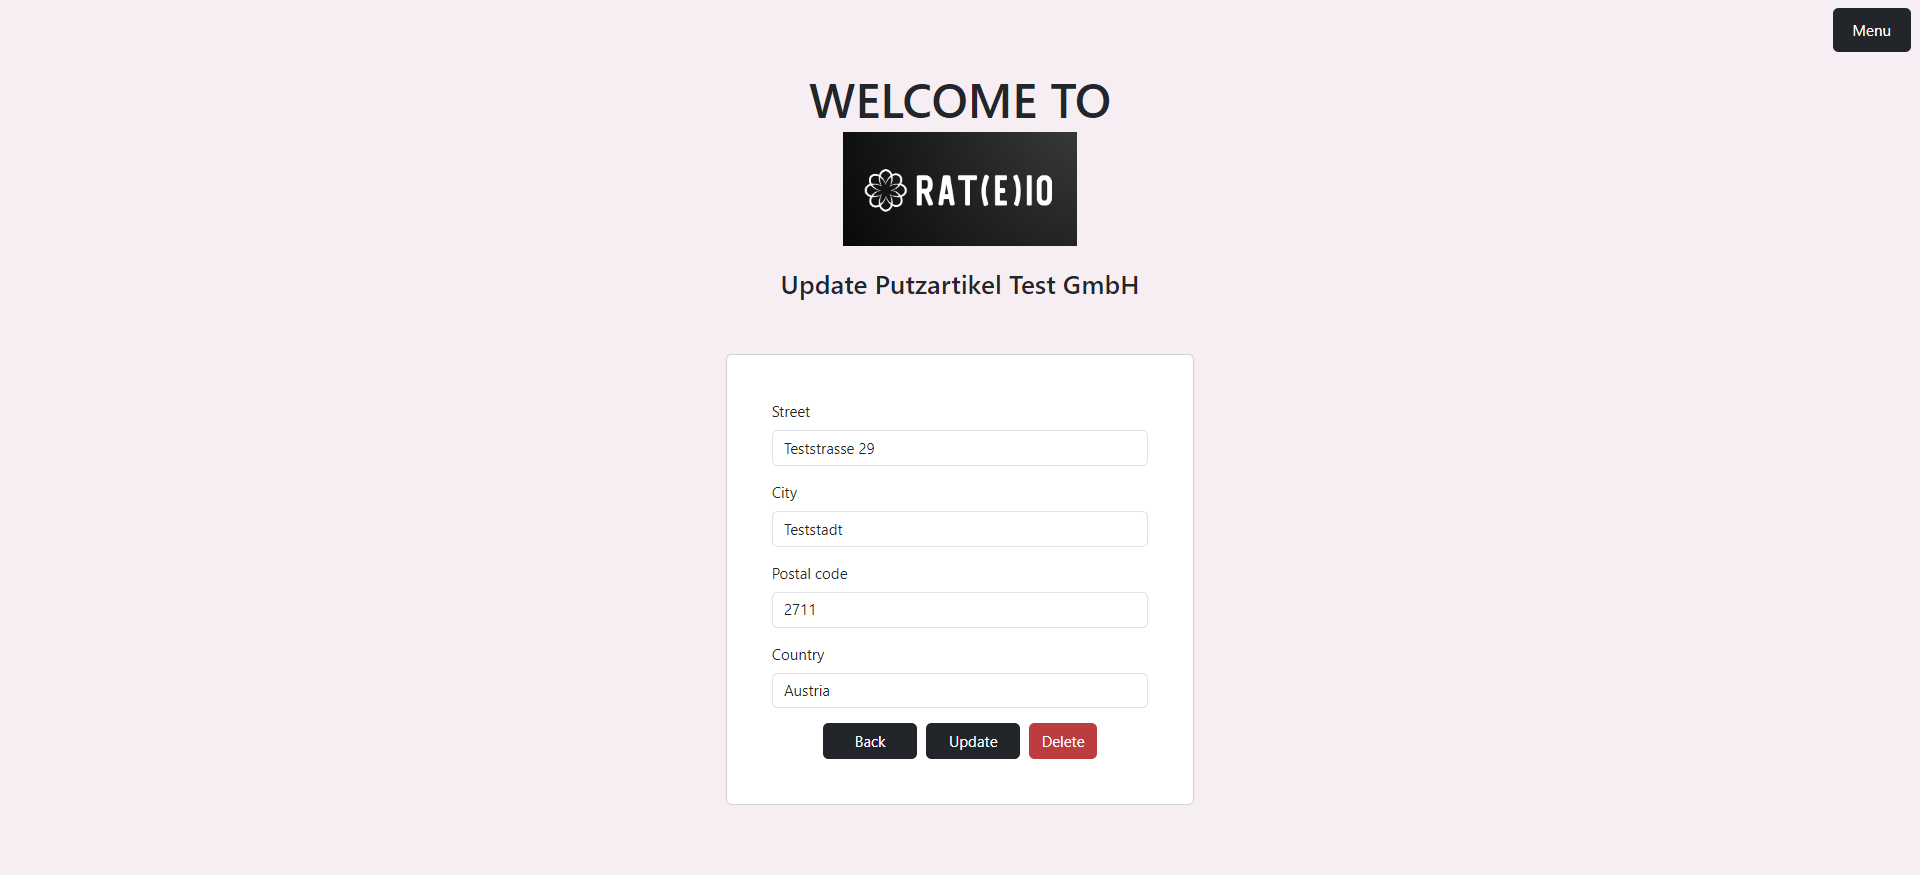 Menu
WELCOME TO
RAT(E)IO
Update Putzartikel Test GmbH
Street
Teststrasse 29
City
Teststadt
Postal code
2711
Country
Austria
Back Update Delete